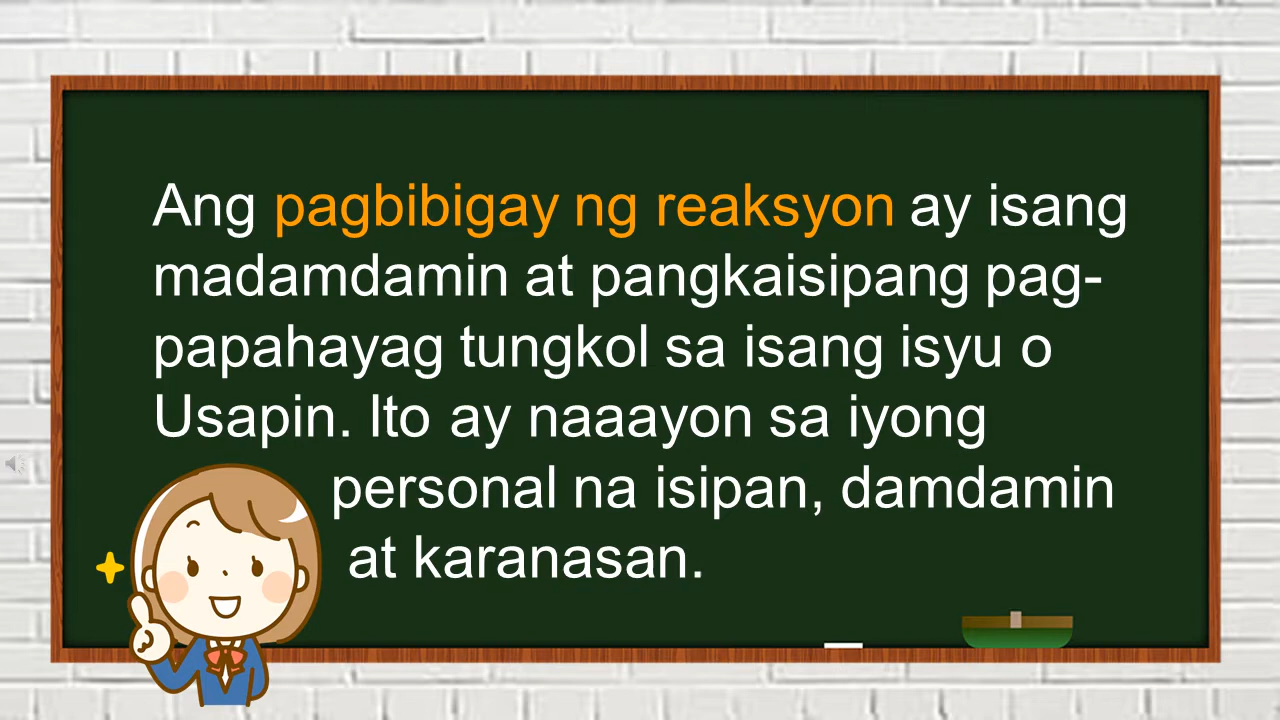 Ang pagbibigay ng reaksyon ay isang
madamdamin at pangkaisipang pag-
papahayag tungkol sa isang isyu o
Usapin. Ito ay naaayon sa iyong
personal na isipan, damdamin
at karanasan.